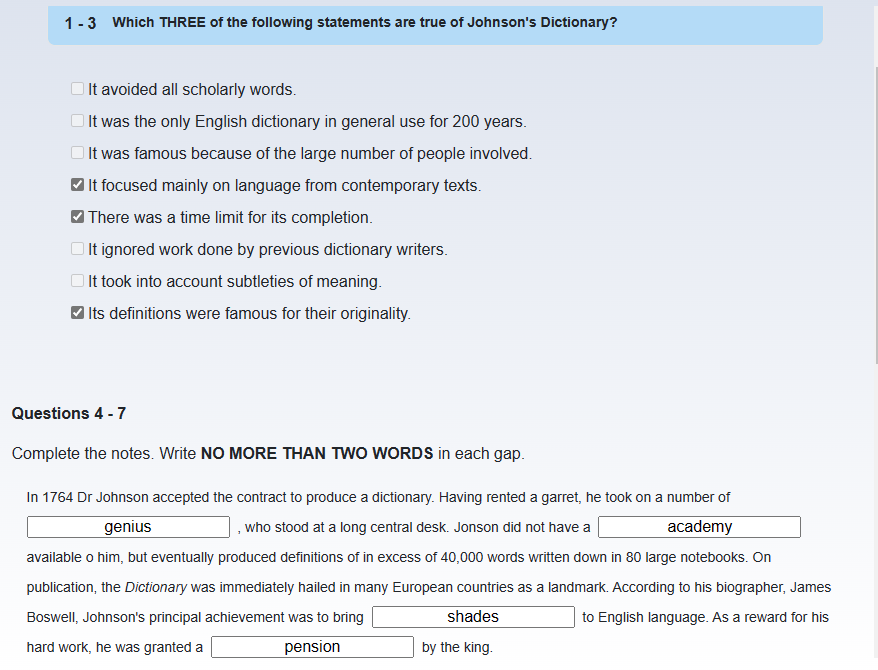 1 - 3 Which THREE of the following statements are true of Johnson's Dictionary?
It avoided all scholarly words.
It was the only English dictionary in general use for 200 years.
It was famous because of the large number of people involved.
It focused mainly on language from contemporary texts.
There was a time limit for its completion.
It ignored work done by previous dictionary writers.
It took into account subtleties of meaning.
Its definitions were famous for their originality.
Questions 4 - 7
Complete the notes. Write NO MORE THAN TWO WORDS in each gap.
In 1764 Dr Johnson accepted the contract to produce a dictionary. Having rented a garret, he took on a number of
genius , who stood at a long central desk. Jonson did not have a academy
available o him, but eventually produced definitions of in excess of 40,000 words written down in 80 large notebooks. On
publication, the Dictionary was immediately hailed in many European countries as a landmark. According to his biographer, James
Boswell, Johnson's principal achievement was to bring shades to English language. As a reward for his
hard work, he was granted a pension by the king.